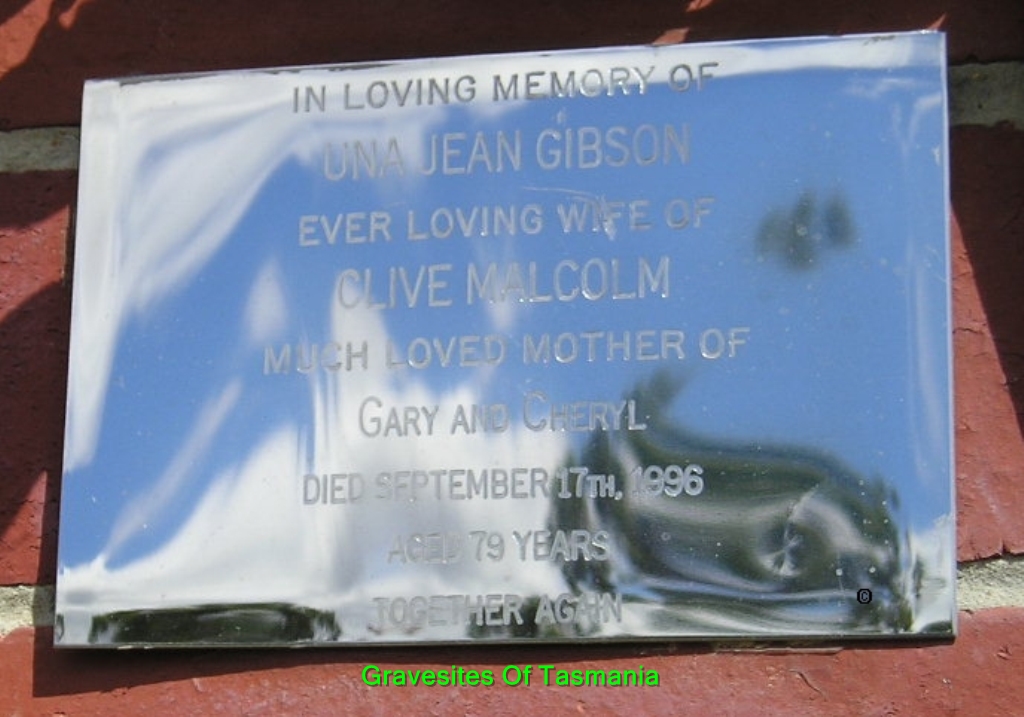 IN LOVING MEMORY OF
UNA JEAN GIBSON
EVER LOVING WIFE OF
CLIVE MALCOLM
MUCH LOVED MOTHER OF
GARY AND CHERYL
DIED SEPTEMBER 17TH, 1996
AGED 79 YEARS
TOGETHER AGAIN
©
Gravesites Of Tasmania